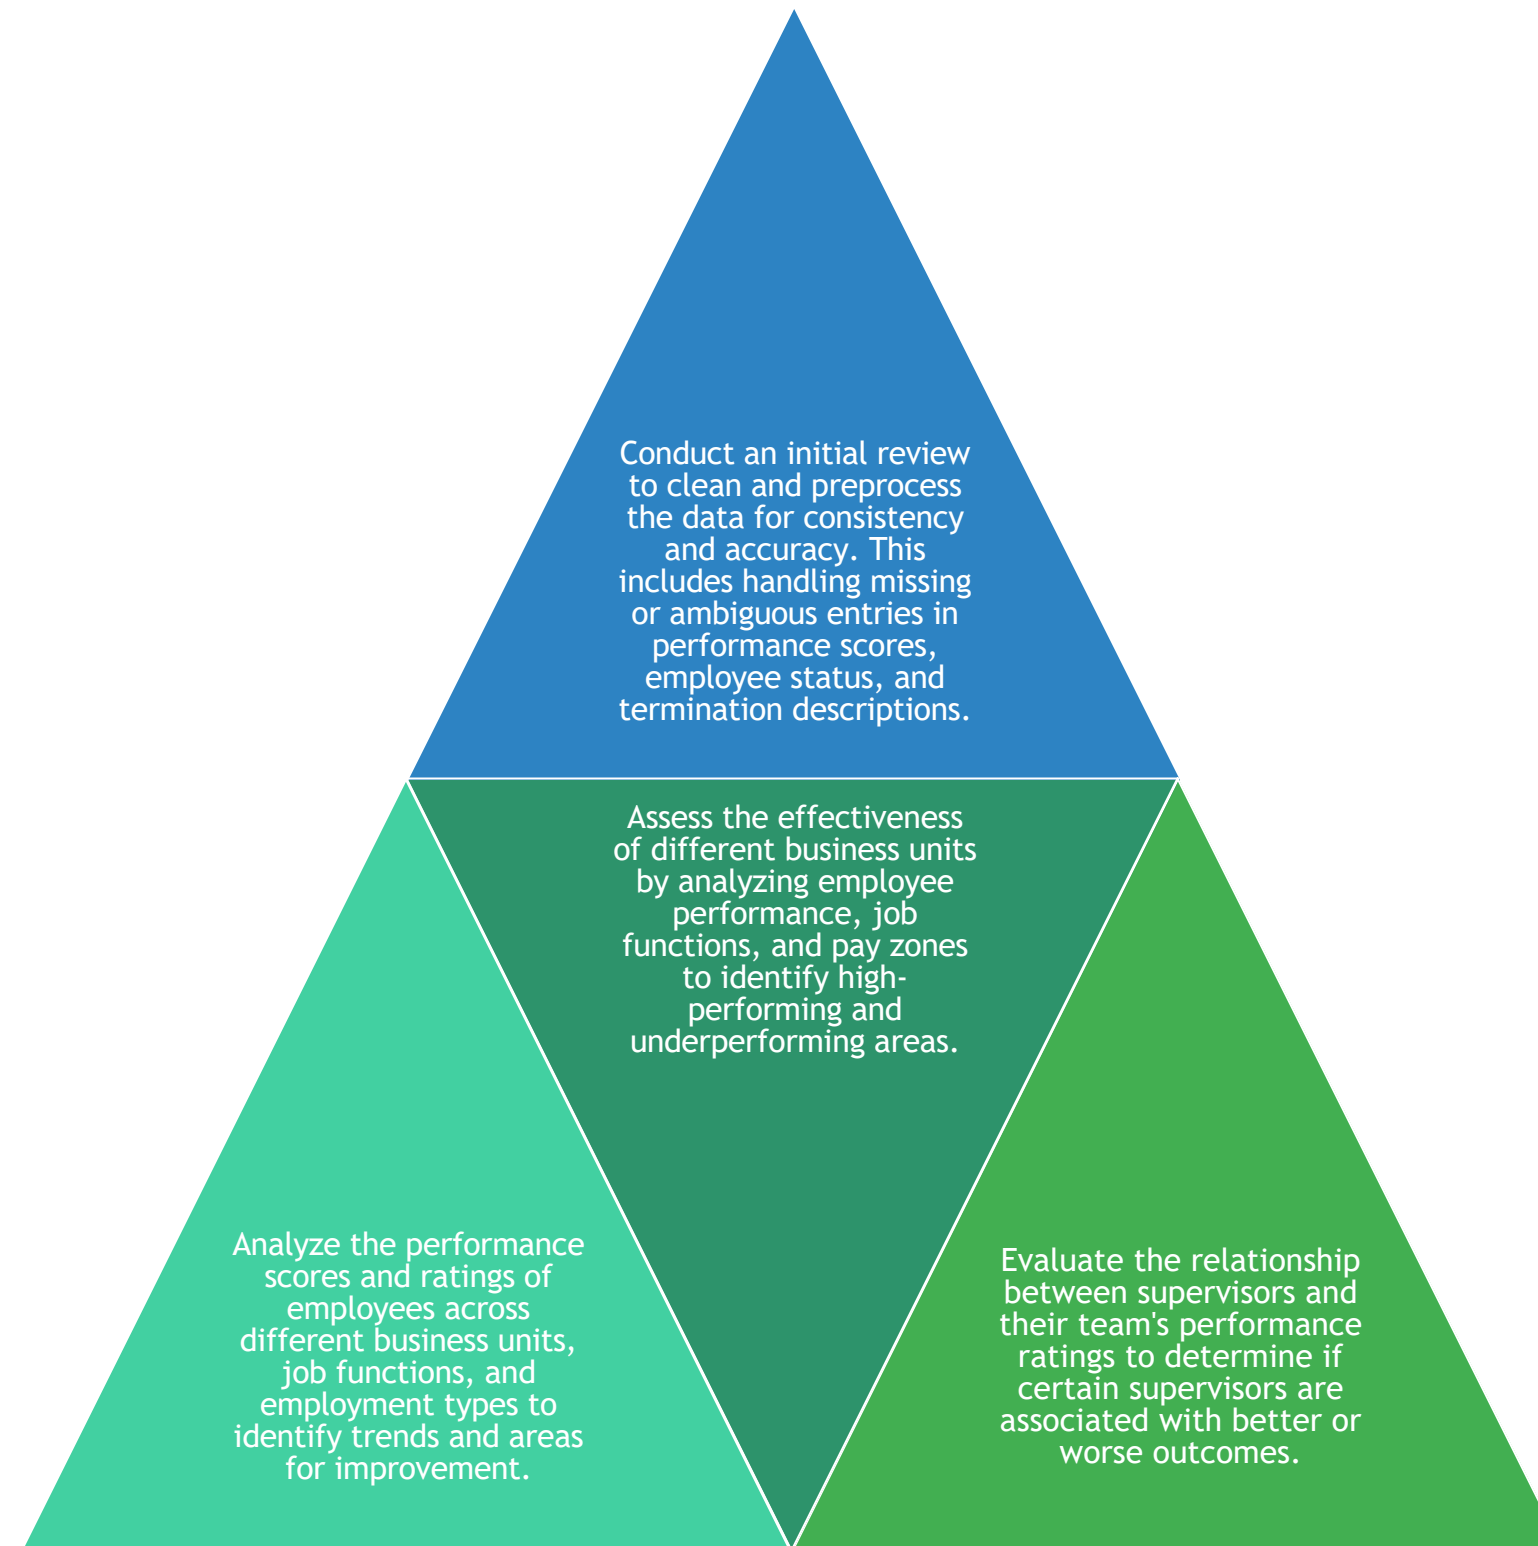 Conduct an initial review
to clean and preprocess
the data for consistency
and accuracy. This
includes handling missing
or ambiguous entries in
performance scores,
employee status, and
termination descriptions.
Assess the effectiveness
of different business units
by analyzing employee
performance, job
functions, and pay zones
to identify high-
performing and
underperforming areas.
Analyze the performance
scores and ratings of
employees across
different business units,
job functions, and
employment types to
identify trends and areas
for improvement.
Evaluate the relationship
between supervisors and
their team's performance
ratings to determine if
certain supervisors are
associated with better or
worse outcomes.